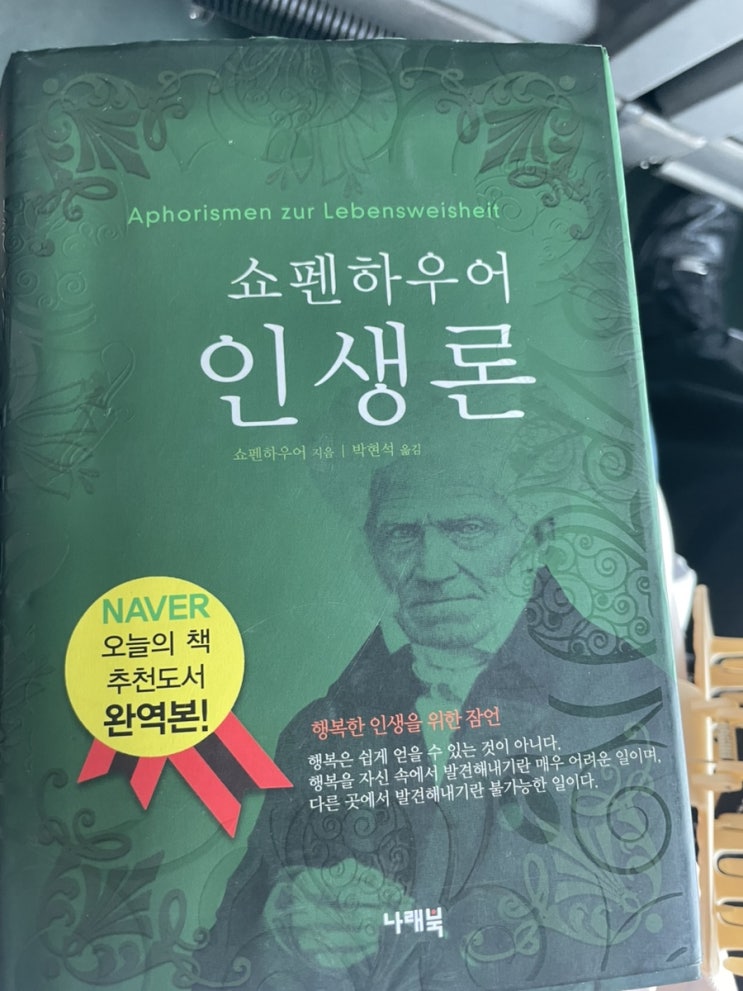 Aphorismen zur Lebensweisheit
쇼펜하우어
인생론
쇼펜하우어 지음 | 박현석 옮김
NAVER
오늘의 책
추천도서
완역본!
행복한 인생을 위한 잠언
행복은 쉽게 얻을 수 있는 것이 아니다.
행복을 자신 속에서 발견해내기란 매우 어려운 일이며,
다른 곳에서 발견해내기란 불가능한 일이다.
나래북